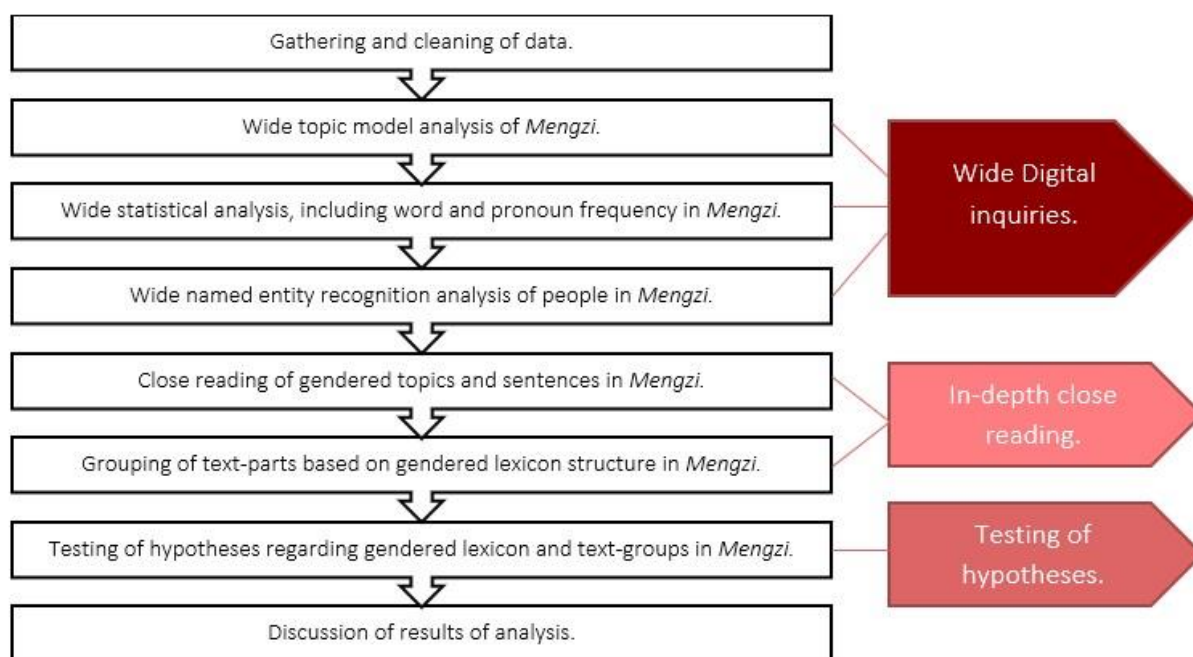 Gathering and cleaning of data.
Wide topic model analysis of Mengzi.
Wide statistical analysis, including word and pronoun frequency in Mengzi.
Wide named entity recognition analysis of people in Mengzi.
Close reading of gendered topics and sentences in Mengzi.
Grouping of text-parts based on gendered lexicon structure in Mengzi.
Testing of hypotheses regarding gendered lexicon and text-groups in Mengzi.
Discussion of results of analysis.
Wide Digital
inquiries.
In-depth close
reading.
Testing of
hypotheses.